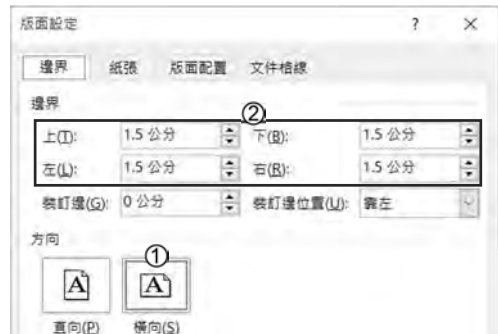 版面設定 ? ×
邊界 紙張 版面配置 文件格線
邊界
②
上(T): 1.5 公分 下(B): 1.5 公分
左(L): 1.5 公分 右(R): 1.5 公分
裝訂邊(G): 0 公分 裝訂邊位置(U): 靠左
方向
①
A A
直向(P) 橫向(S)